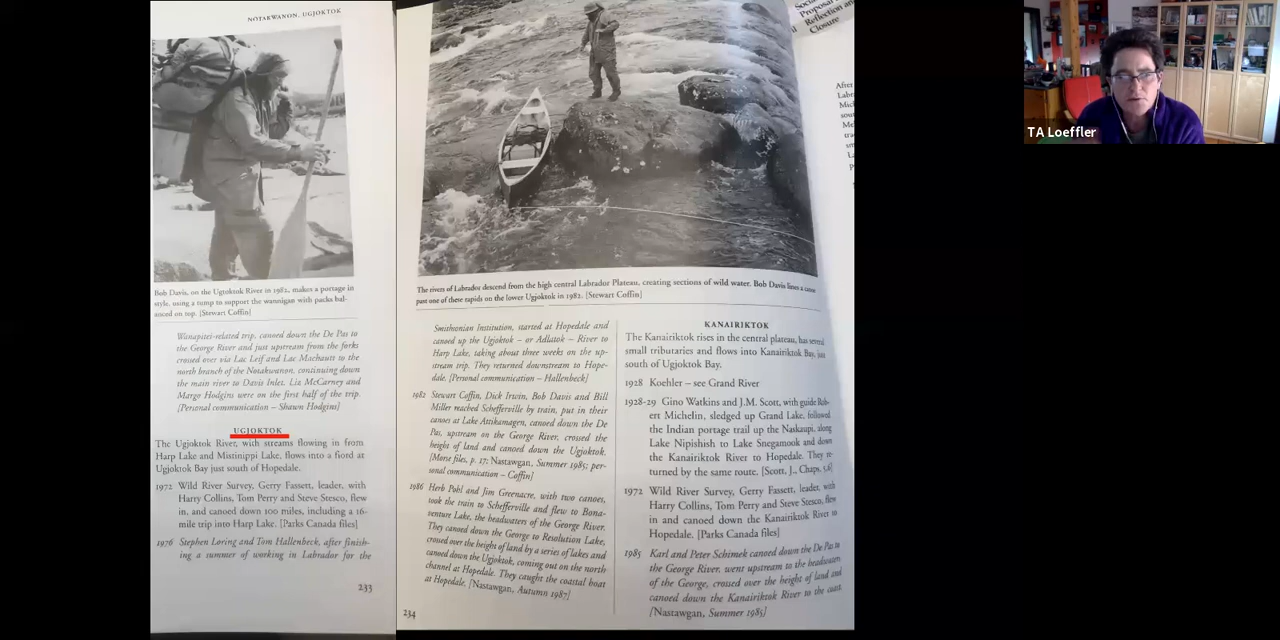 NOTAKWANON, UGJOKTOK
Bob Davis, on the Ugjoktok River in 1982, makes a portage in
style, using a tump to support the wannigan with packs bal-
anced on top. [Stewart Coffin]
Wanapitei-related trip, canoed down the De Pas to
the George River and just upstream from the forks
crossed over via Lac Leif and Lac Machault to the
north branch of the Notakwanon, continuing down
the main river to Davis Inlet. Liz McCarney and
Margo Hodgins were on the first half of the trip.
[Personal communication – Shawn Hodgins]
UGJOKTOK
The Ugjoktok River, with streams flowing in from
Harp Lake and Mistinippi Lake, flows into a fiord at
Ugjoktok Bay just south of Hopedale.
1972 Wild River Survey, Gerry Fassett, leader, with
Harry Collins, Tom Perry and Steve Stesco, flew
in, and canoed down 100 miles, including a 16-
mile trip into Harp Lake. [Parks Canada files]
1976 Stephen Loring and Tom Hallenbeck, after finish-
ing a summer of working in Labrador for the
233
The rivers of Labrador descend from the high central Labrador Plateau, creating sections of wild water. Bob Davis lines a canoe
past one of these rapids on the lower Ugjoktok in 1982. [Stewart Coffin]
Smithsonian Institution, started at Hopedale and
canoed up the Ugjoktok – or Adlatok – River to
Harp Lake, taking about three weeks on the up-
stream trip. They returned downstream to Hope-
dale. [Personal communication – Hallenbeck]
1982 Stewart Coffin, Dick Irwin, Bob Davis and Bill
Miller reached Schefferville by train, put in their
canoes at Lake Attikamagen, canoed down the De
Pas, upstream on the George River, crossed the
height of land and canoed down the Ugjoktok.
[Morse files, p. 17; Nastawgan, Summer 1985; per-
sonal communication – Coffin]
1986 Herb Pohl and Jim Greenacre, with two canoes,
took the train to Schefferville and flew to Bona-
venture Lake, the headwaters of the George River.
They canoed down the George to Resolution Lake,
crossed over the height of land by a series of lakes and
canoed down the Ugjoktok, coming out on the north
channel at Hopedale. They caught the coastal boat
at Hopedale. [Nastawgan, Autumn 1987]
234
KANAIRIKTOK
The Kanairiktok rises in the central plateau, has several
small tributaries and flows into Kanairiktok Bay, just
south of Ugjoktok Bay.
1928 Koehler – see Grand River
1928-29 Gino Watkins and J.M. Scott, with guide Rob-
ert Michelin, sledged up Grand Lake, followed
the Indian portage trail up the Naskaupi, along
Lake Nipishish to Lake Snegamook and down
the Kanairiktok River to Hopedale. They re-
turned by the same route. [Scott, J., Chaps. 5,6]
1972 Wild River Survey, Gerry Fassett, leader, with
Harry Collins, Tom Perry and Steve Stesco, flew
in and canoed down the Kanairiktok River to
Hopedale. [Parks Canada files]
1985 Karl and Peter Schimek canoed down the De Pas to
the George River, went upstream to the headwaters
of the George, crossed over the height of land and
canoed down the Kanairiktok River to the coast.
[Nastawgan, Summer 1985]
Proposal
Reflection and
Closure
After
TA Loeffler